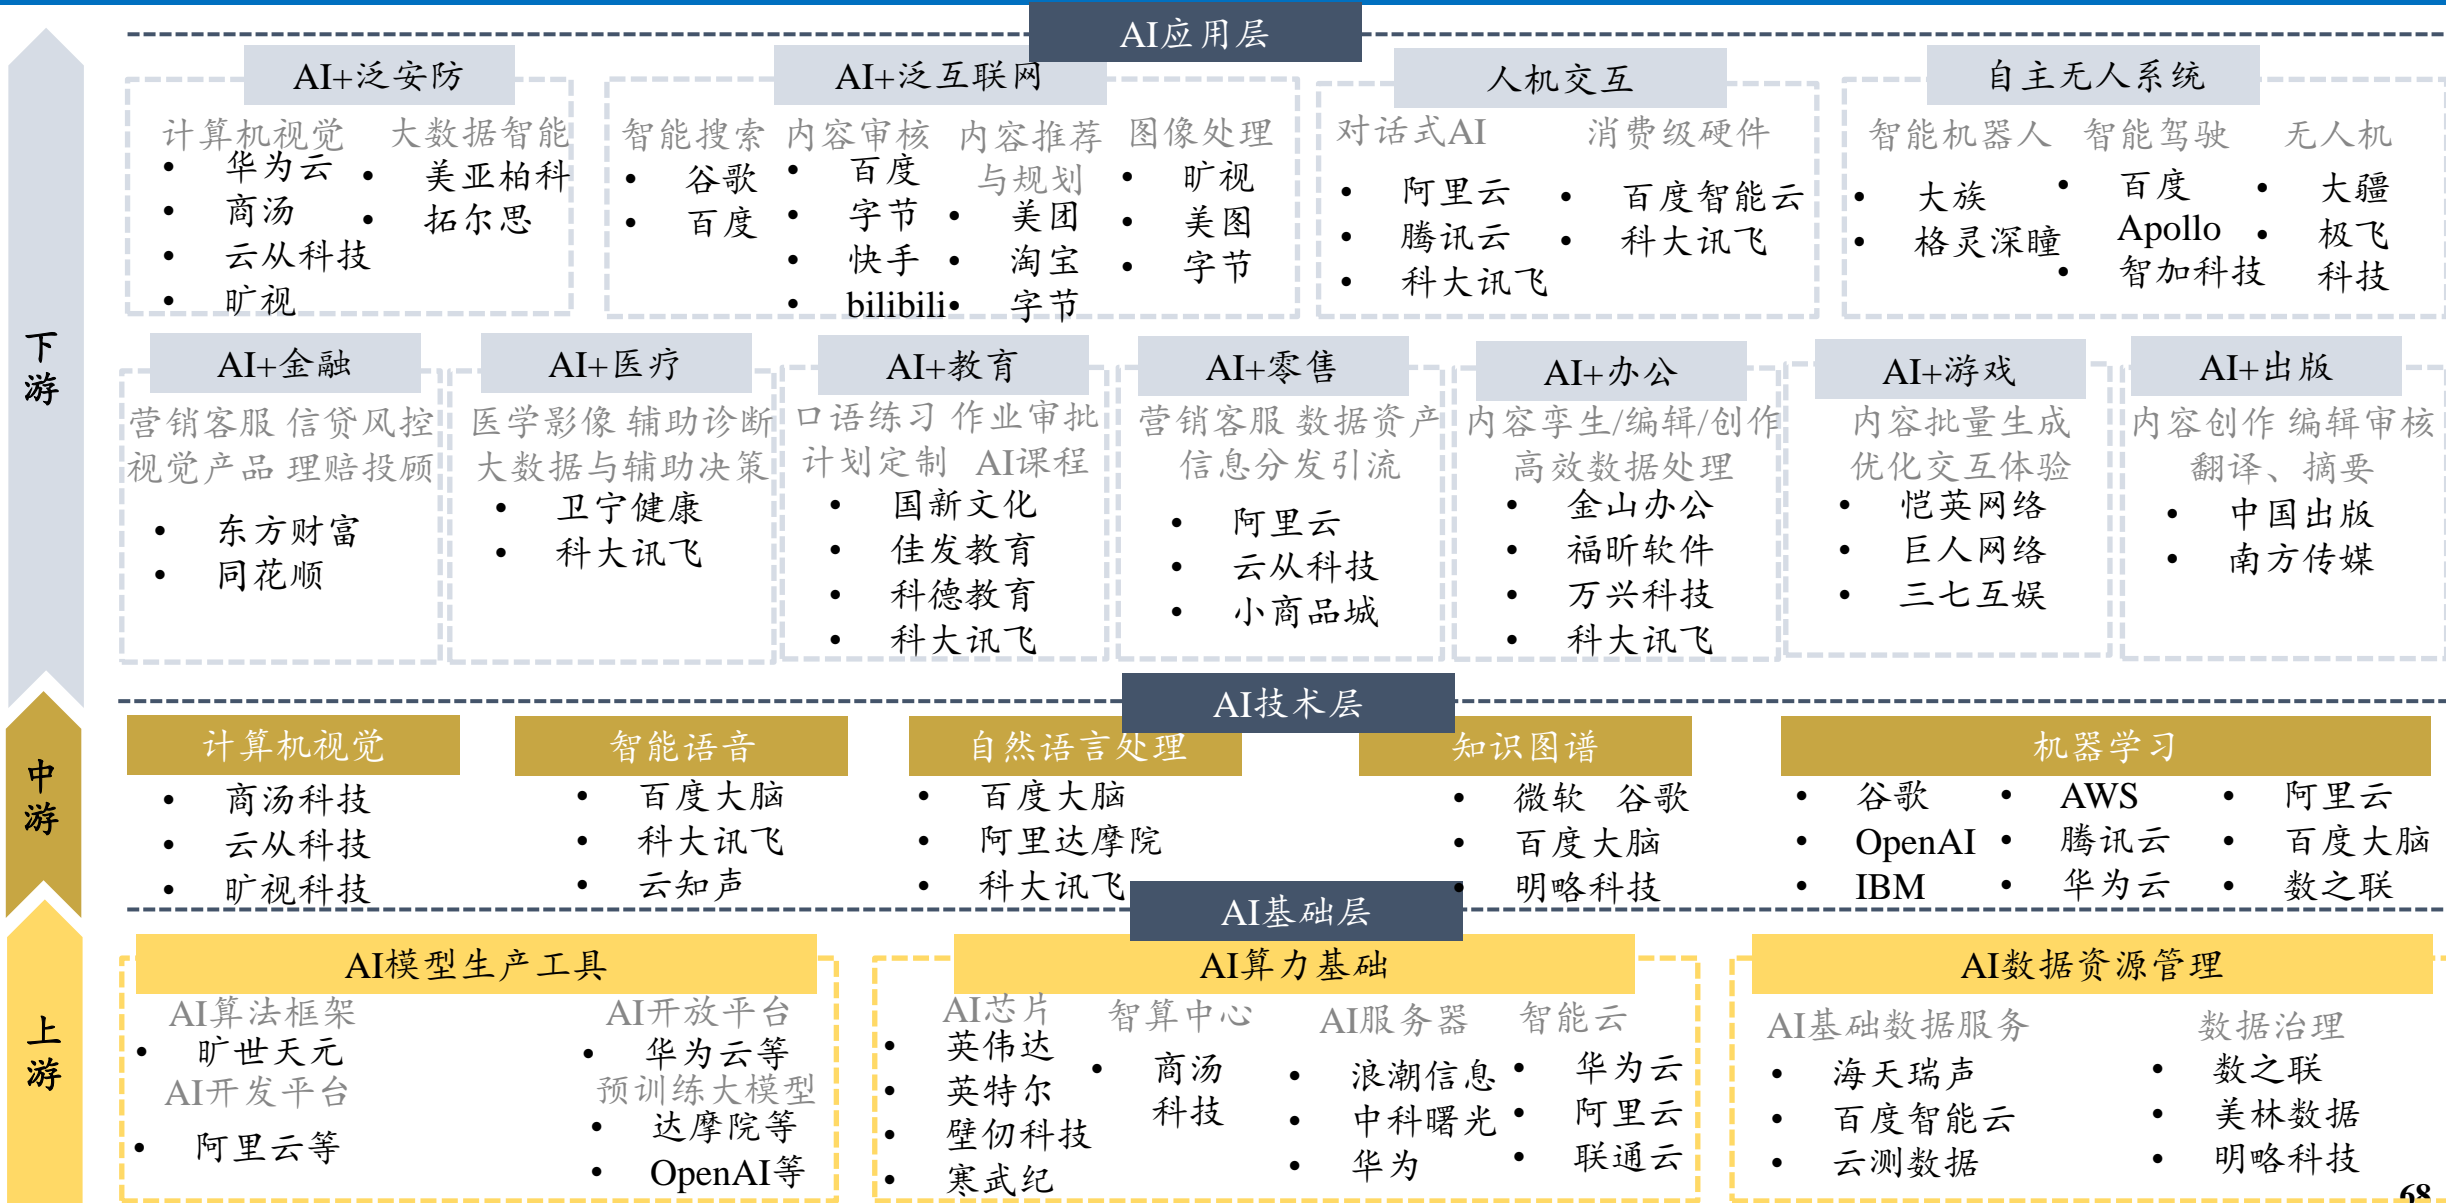 AI应用层
下游
AI+泛安防
计算机视觉
• 华为云
• 商汤
• 云从科技
• 旷视
大数据智能
• 美亚柏科
• 拓尔思
AI+泛互联网
智能搜索
• 谷歌
• 百度
内容审核
• 百度
• 字节
• 快手
• bilibili
内容推荐
与规划
• 美团
• 淘宝
• 字节
图像处理
• 旷视
• 美图
• 字节
人机交互
对话式AI
• 阿里云
• 腾讯云
• 科大讯飞
消费级硬件
• 百度智能云
• 科大讯飞
自主无人系统
智能机器人
• 大族
• 格灵深瞳
智能驾驶
• 百度
Apollo
• 智加科技
无人机
• 大疆
• 极飞
科技
AI+金融
营销客服 信贷风控
视觉产品 理赔投顾
• 东方财富
• 同花顺
AI+医疗
医学影像 辅助诊断
大数据与辅助决策
• 卫宁健康
• 科大讯飞
AI+教育
口语练习 作业审批
计划定制 AI课程
• 国新文化
• 佳发教育
• 科德教育
• 科大讯飞
AI+零售
营销客服 数据资产
信息分发引流
• 阿里云
• 云从科技
• 小商品城
AI+办公
内容孪生/编辑/创作
高效数据处理
• 金山办公
• 福昕软件
• 万兴科技
• 科大讯飞
AI+游戏
内容批量生成
优化交互体验
• 恺英网络
• 巨人网络
• 三七互娱
AI+出版
内容创作 编辑审核
翻译、摘要
• 中国出版
• 南方传媒
AI技术层
中游
计算机视觉
• 商汤科技
• 云从科技
• 旷视科技
智能语音
• 百度大脑
• 科大讯飞
• 云知声
自然语言处理
• 百度大脑
• 阿里达摩院
• 科大讯飞
知识图谱
• 微软 谷歌
• 百度大脑
• 明略科技
机器学习
• 谷歌
• OpenAI
• IBM
• AWS
• 腾讯云
• 华为云
• 阿里云
• 百度大脑
• 数之联
AI基础层
上游
AI模型生产工具
AI算法框架
• 旷世天元
AI开发平台
• 阿里云等
AI开放平台
• 华为云等
预训练大模型
• 达摩院等
• OpenAI等
AI算力基础
AI芯片
• 英伟达
• 英特尔
• 壁仞科技
• 寒武纪
智算中心
• 商汤
科技
AI服务器
• 浪潮信息
• 中科曙光
• 华为
智能云
• 华为云
• 阿里云
• 联通云
AI数据资源管理
AI基础数据服务
• 海天瑞声
• 百度智能云
• 云测数据
数据治理
• 数之联
• 美林数据
• 明略科技
68